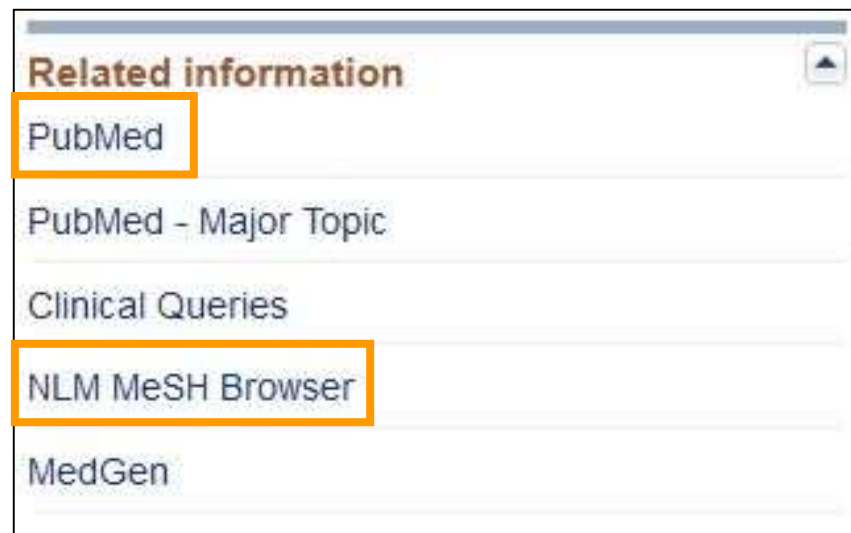 Related information
PubMed
PubMed - Major Topic
Clinical Queries
NLM MeSH Browser
MedGen